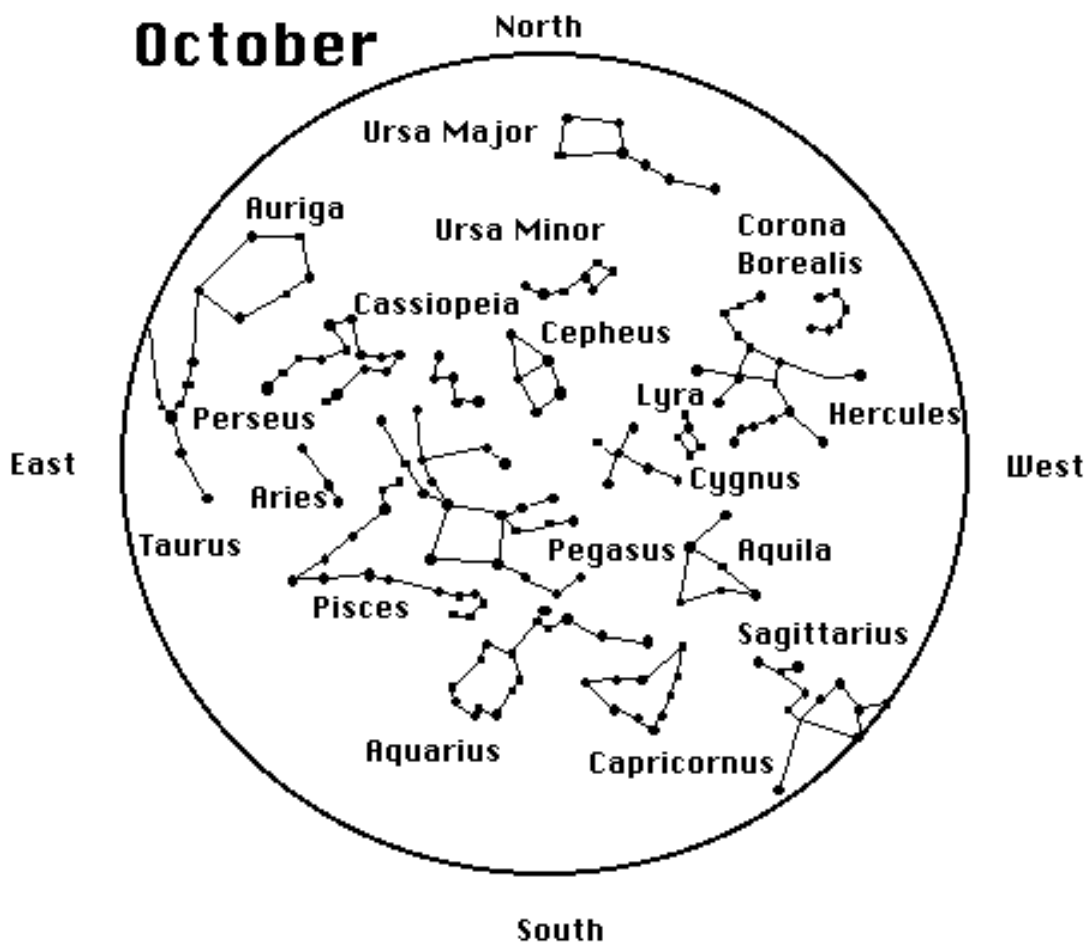 October
North
Ursa Major
Auriga
Ursa Minor
Corona
Borealis
Cassiopeia
Cepheus
Lyra
Perseus
Hercules
East
West
Cygnus
Aries
Taurus
Pegasus
Aquila
Pisces
Sagittarius
Aquarius
Capricornus
South